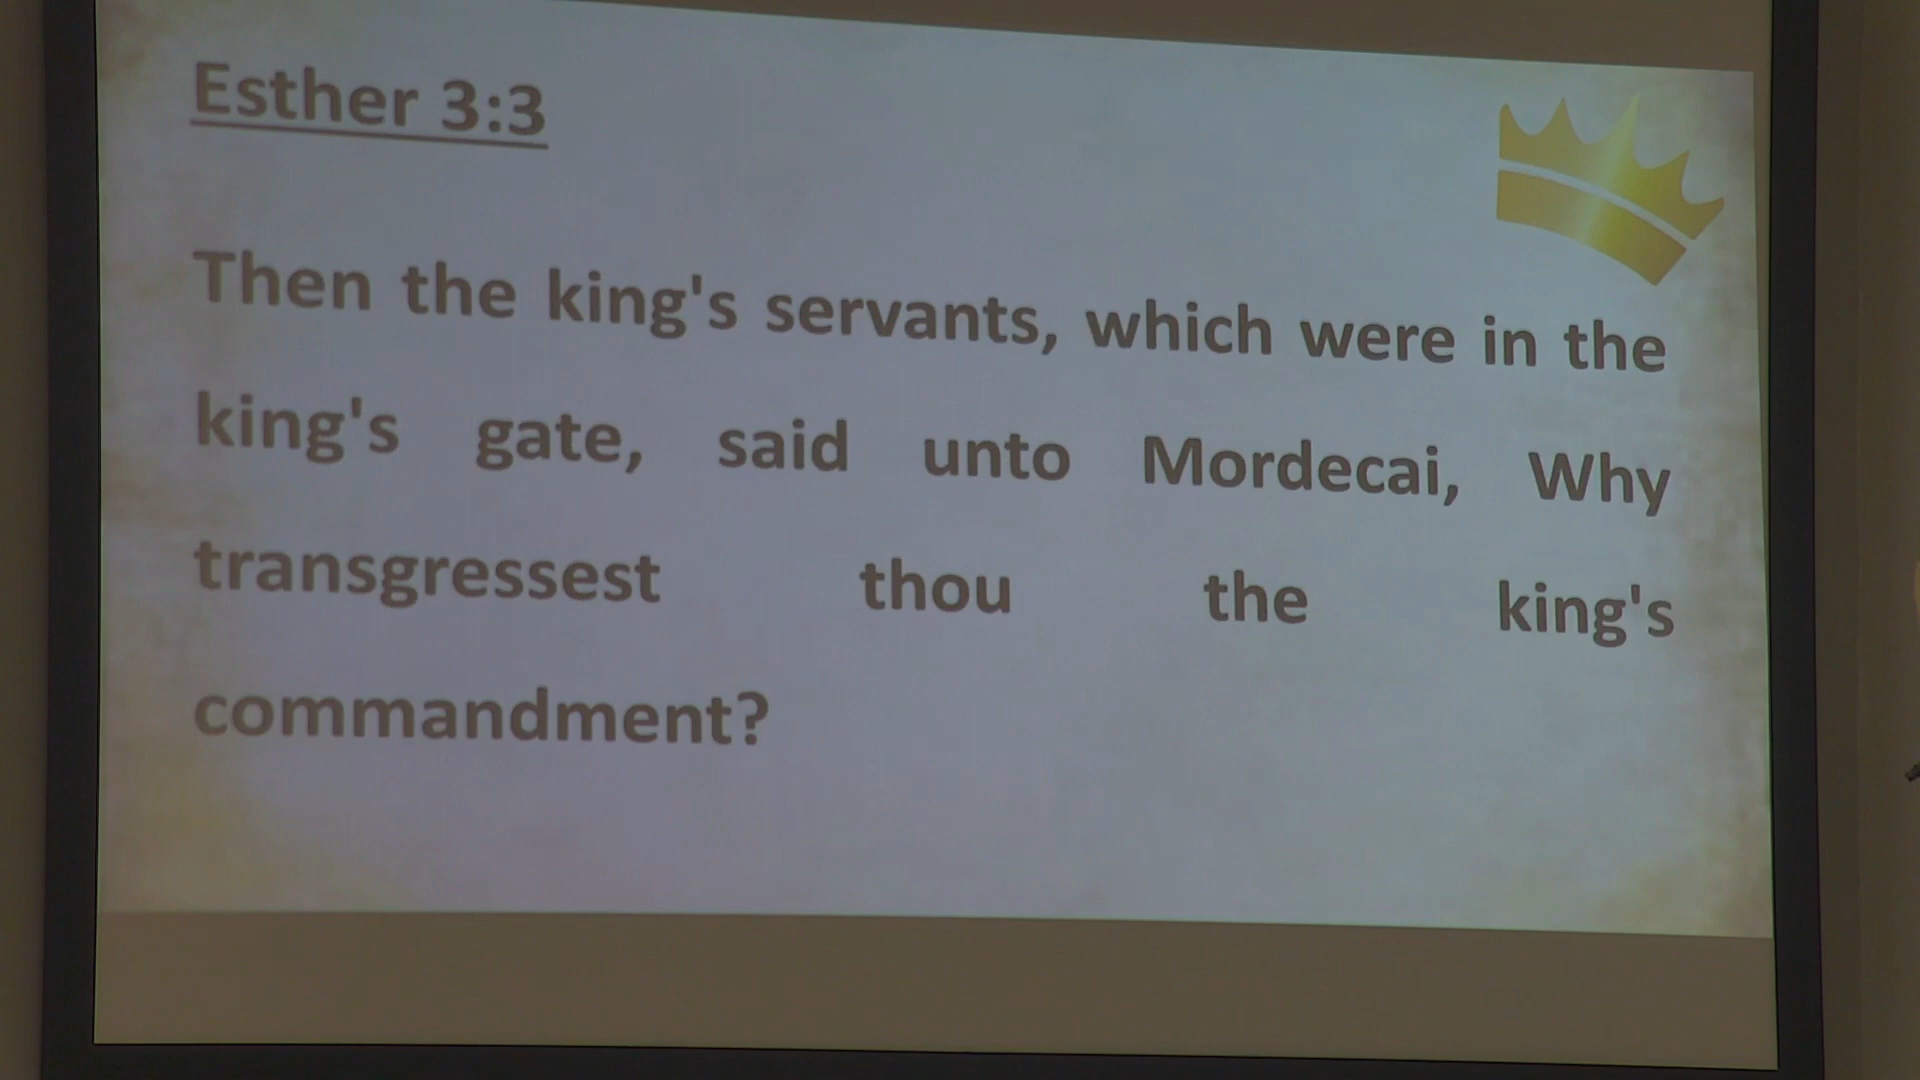 Esther 3:3
Then the king's servants, which were in the
king's gate, said unto Mordecai, Why
transgressest thou the king's
commandment?